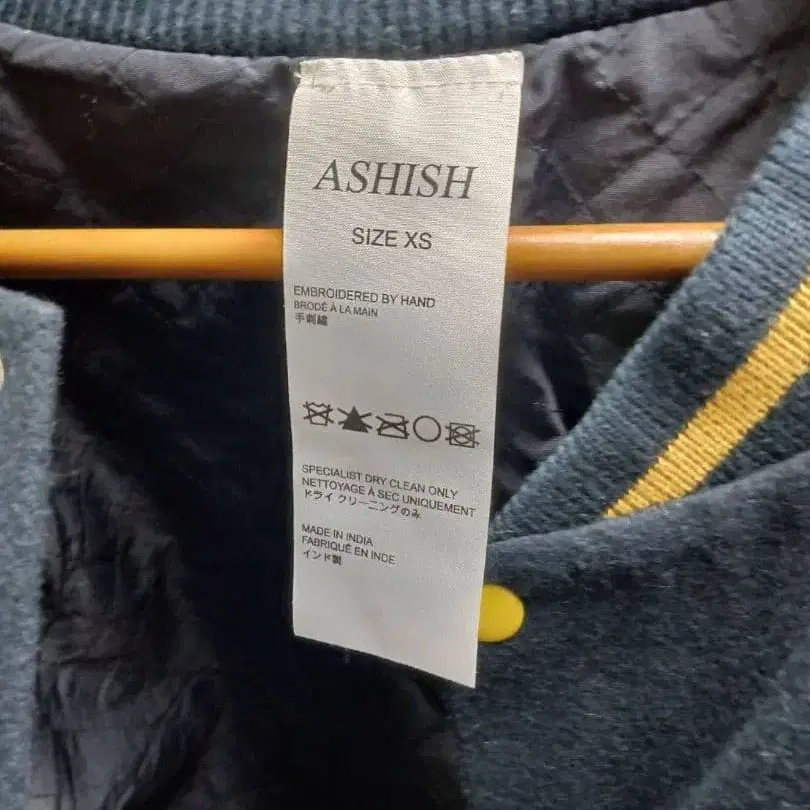 ASHISH
SIZE XS
EMBROIDERED BY HAND
BRODÉ À LA MAIN
手刺繍
SPECIALIST DRY CLEAN ONLY
NETTOYAGE À SEC UNIQUEMENT
ドライ クリーニングのみ
MADE IN INDIA
FABRIQUÉ EN INDE
インド製